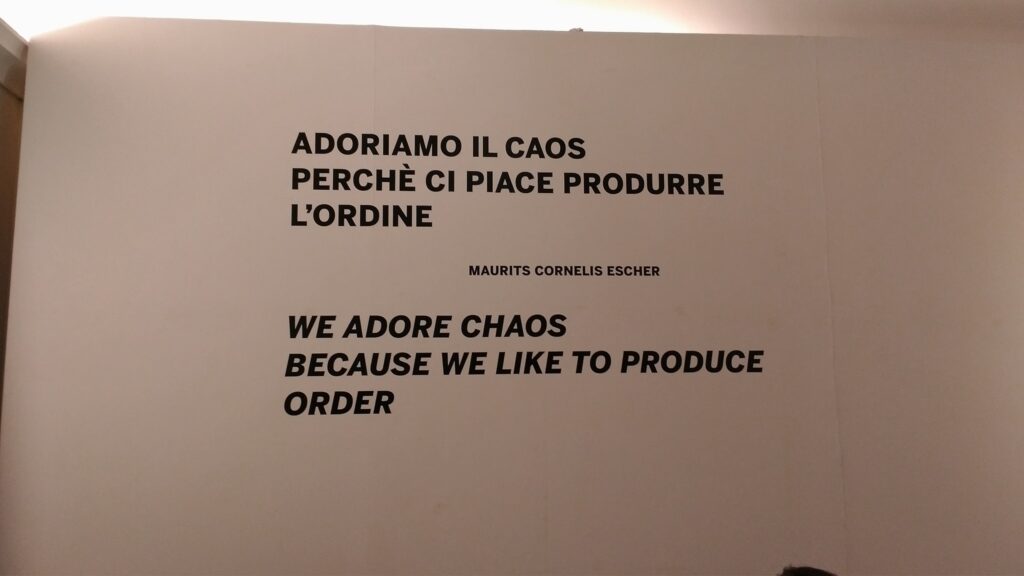 ADORIAMO IL CAOS
PERCHÈ CI PIACE PRODURRE
L’ORDINE
MAURITS CORNELIS ESCHER
WE ADORE CHAOS
BECAUSE WE LIKE TO PRODUCE
ORDER